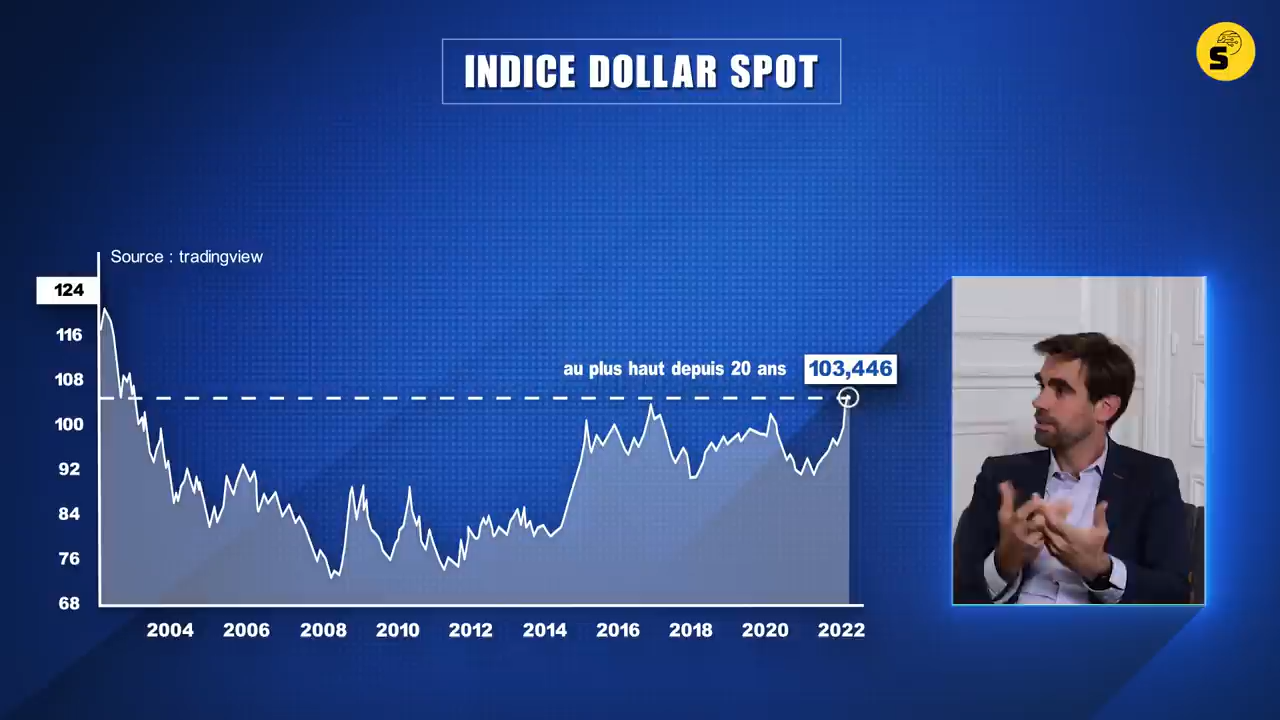 INDICE DOLLAR SPOT
S
Source : tradingview
124
116
108
100
92
84
76
68
au plus haut depuis 20 ans 103,446
2004 2006 2008 2010 2012 2014 2016 2018 2020 2022